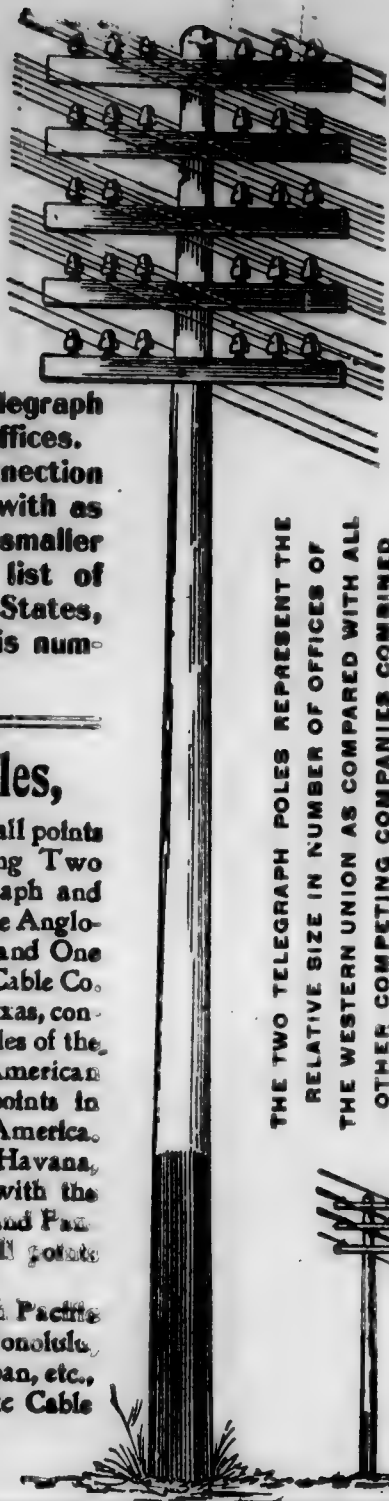 elegraph
ffices.
nection
with as
smaller
list of
States,
is num-
les,
all points
ng Two
aph and
e Anglo-
and One
Cable Co.
xas, con-
les of the
American
points in
America.
Havana,
with the
and Pan-
ll points
Pacific
onolulu,
pan, etc.,
c Cable
THE TWO TELEGRAPH POLES REPRESENT THE
RELATIVE SIZE IN NUMBER OF OFFICES OF
THE WESTERN UNION AS COMPARED WITH ALL
OTHER COMPETING COMPANIES COMBINED